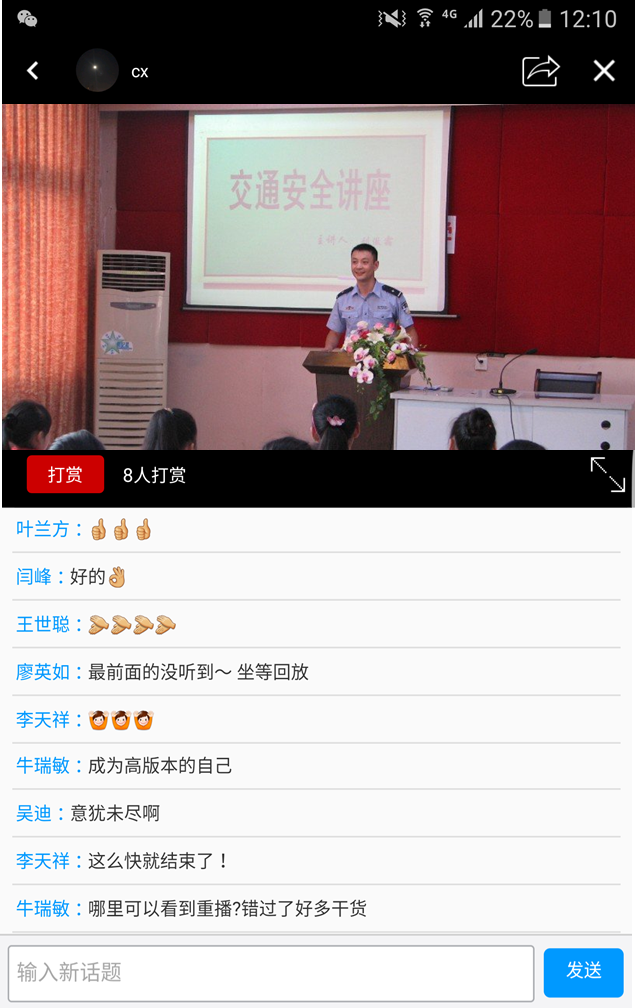 4G 22% 12:10
cx
交通安全讲座
主讲人
打赏 8人打赏
叶兰方：👍👍👍
闫峰：好的👌
王世聪：👏👏👏👏
廖英如：最前面的没听到～ 坐等回放
李天祥：🙆🙆🙆
牛瑞敏：成为高版本的自己
吴迪：意犹未尽啊
李天祥：这么快就结束了！
牛瑞敏：哪里可以看到重播?错过了好多干货
输入新话题 发送